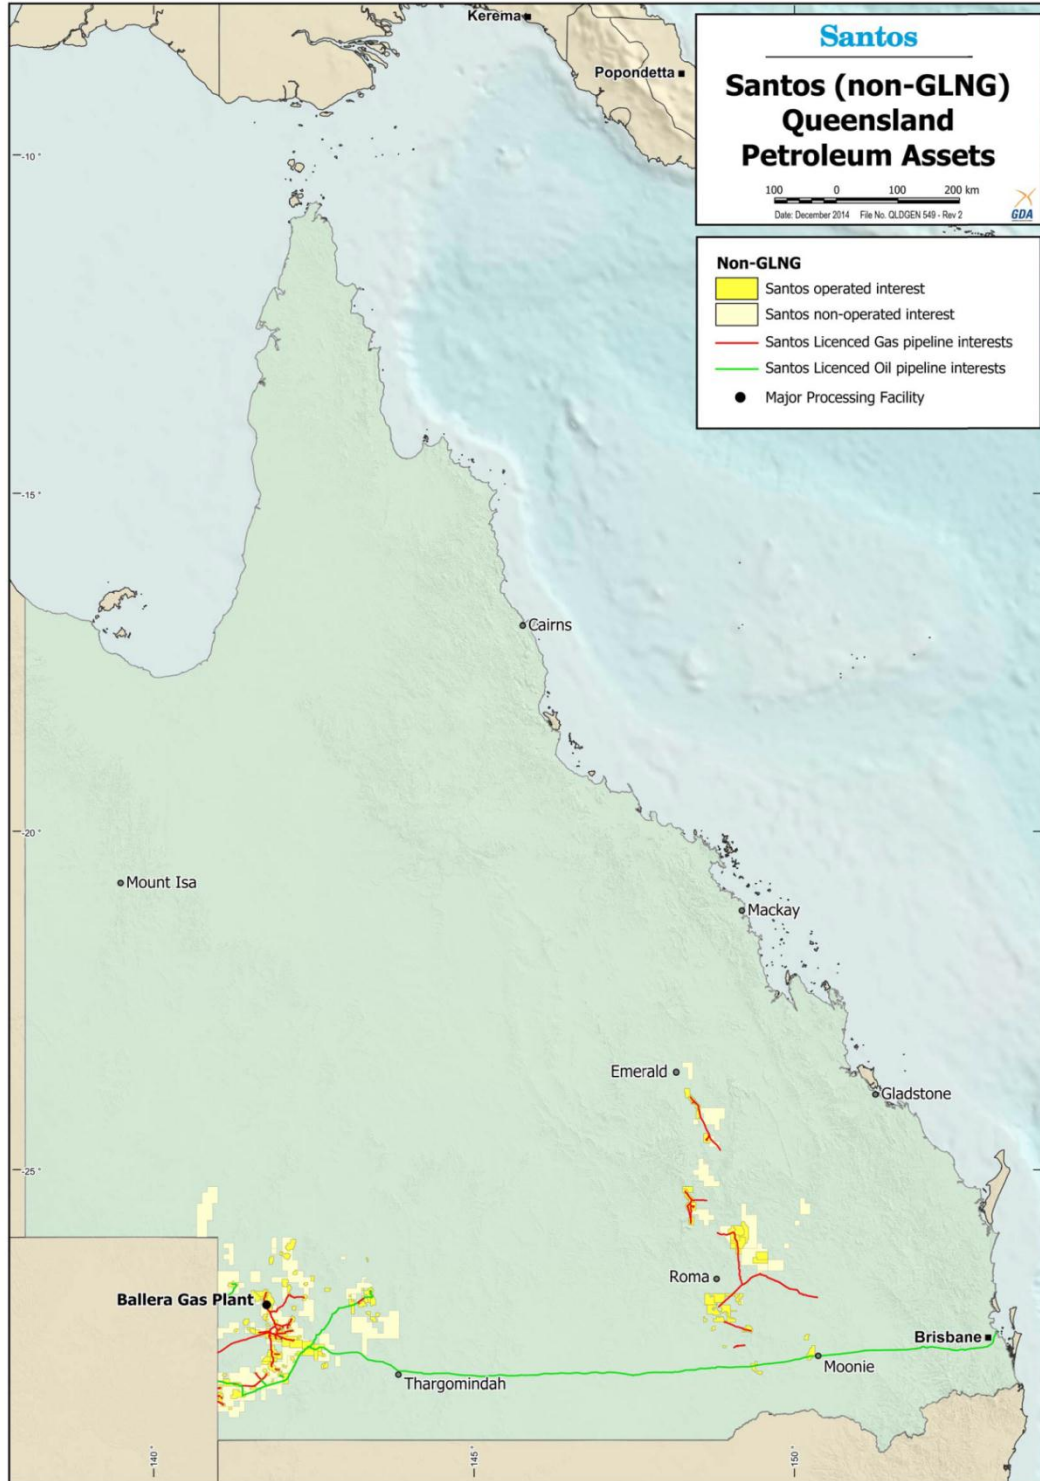 Kerema
Popondetta
Santos
Santos (non-GLNG)
Queensland
Petroleum Assets
100 0 100 200 km
Date: December 2014 File No. QLDGEN 549 - Rev 2
GDA
Non-GLNG
Santos operated interest
Santos non-operated interest
Santos Licenced Gas pipeline interests
Santos Licenced Oil pipeline interests
Major Processing Facility
-10 °
-15 °
Cairns
-20 °
Mount Isa
Mackay
Emerald
Gladstone
-25 °
Roma
Ballera Gas Plant
Brisbane
Moonie
Thargomindah
140 °
145 °
150 °